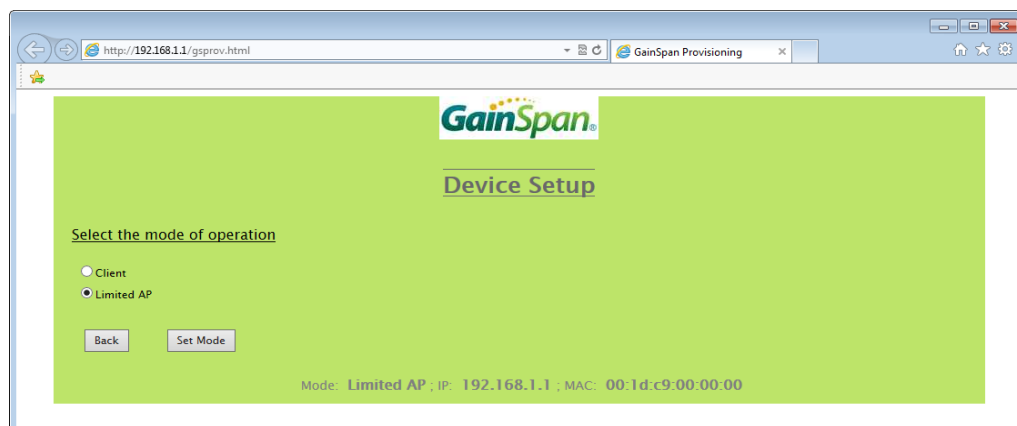 http://192.168.1.1/gsprov.html
GainSpan Provisioning
GainSpan®
Device Setup
Select the mode of operation
Client
Limited AP
Back Set Mode
Mode: Limited AP ; IP: 192.168.1.1 ; MAC: 00:1d:c9:00:00:00